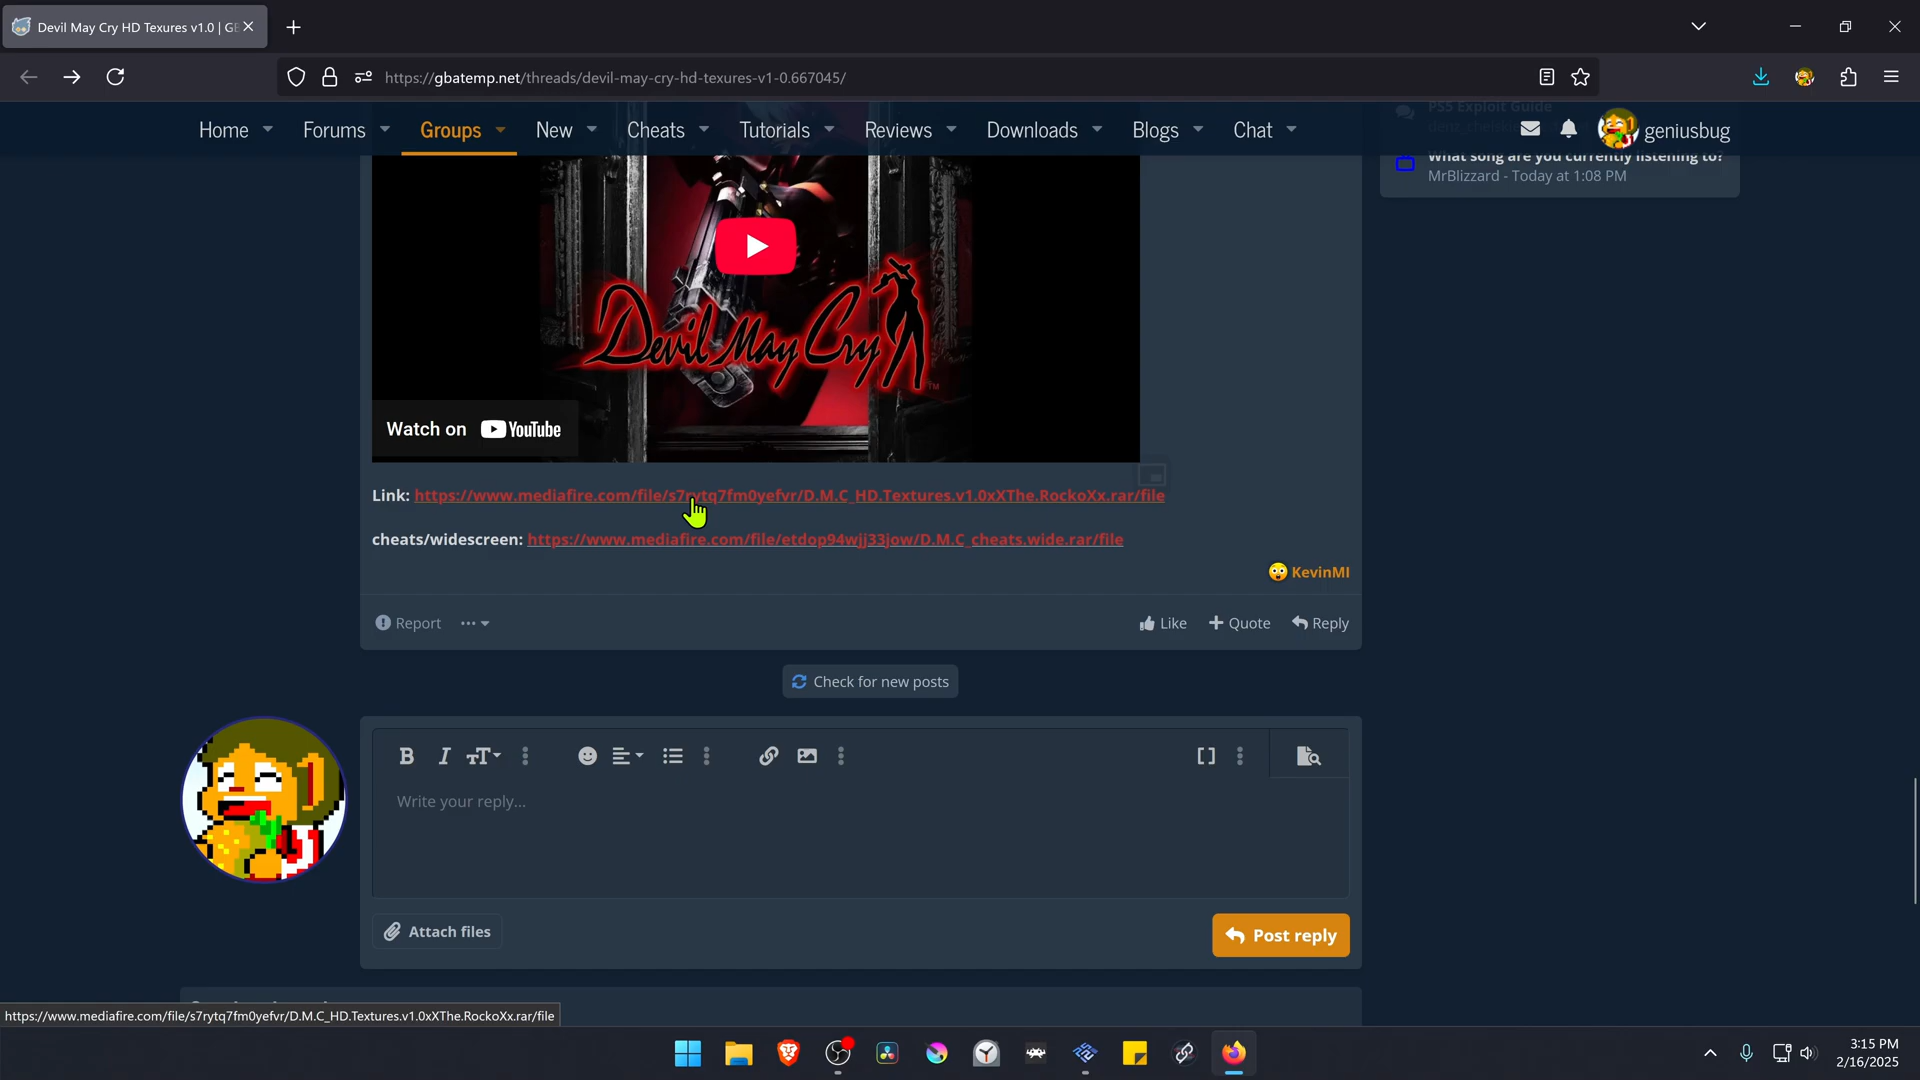 Devil May Cry HD Texures v1.0 | GB
https://gbatemp.net/threads/devil-may-cry-hd-texures-v1-0.667045/
Home Forums Groups New Cheats Tutorials Reviews Downloads Blogs Chat geniusbug
PS5 Exploit Guide
What song are you currently listening to?
MrBlizzard - Today at 1:08 PM
Devil May Cry
TM
Watch on YouTube
Link: https://www.mediafire.com/file/s7rytq7fm0yefvr/D.M.C_HD.Textures.v1.0xXThe.RockoXx.rar/file
cheats/widescreen: https://www.mediafire.com/file/etdop94wjj33jow/D.M.C_cheats.wide.rar/file
KevinMI
Report
Like Quote Reply
Check for new posts
B I TT
Write your reply...
Attach files
Post reply
https://www.mediafire.com/file/s7rytq7fm0yefvr/D.M.C_HD.Textures.v1.0xXThe.RockoXx.rar/file
3:15 PM
2/16/2025